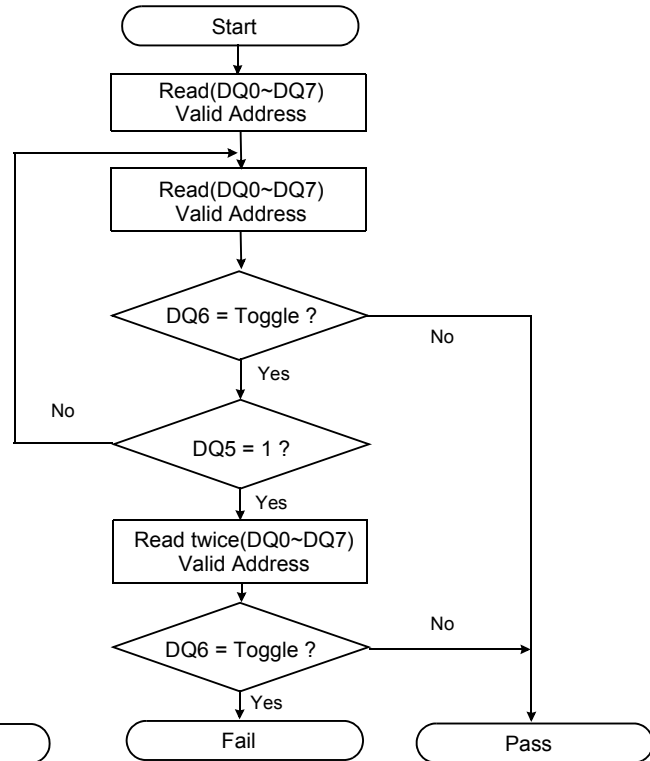 Start
Read(DQ0~DQ7)
Valid Address
Read(DQ0~DQ7)
Valid Address
DQ6 = Toggle ?
No
Yes
No
DQ5 = 1 ?
Yes
Read twice(DQ0~DQ7)
Valid Address
DQ6 = Toggle ?
No
Yes
Fail
Pass